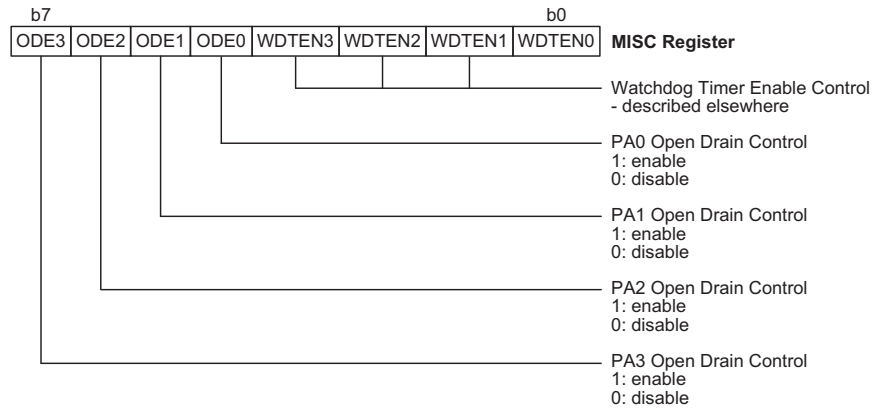 b7 b0
ODE3 ODE2 ODE1 ODE0 WDTEN3 WDTEN2 WDTEN1 WDTEN0 MISC Register
Watchdog Timer Enable Control
- described elsewhere
PA0 Open Drain Control
1: enable
0: disable
PA1 Open Drain Control
1: enable
0: disable
PA2 Open Drain Control
1: enable
0: disable
PA3 Open Drain Control
1: enable
0: disable